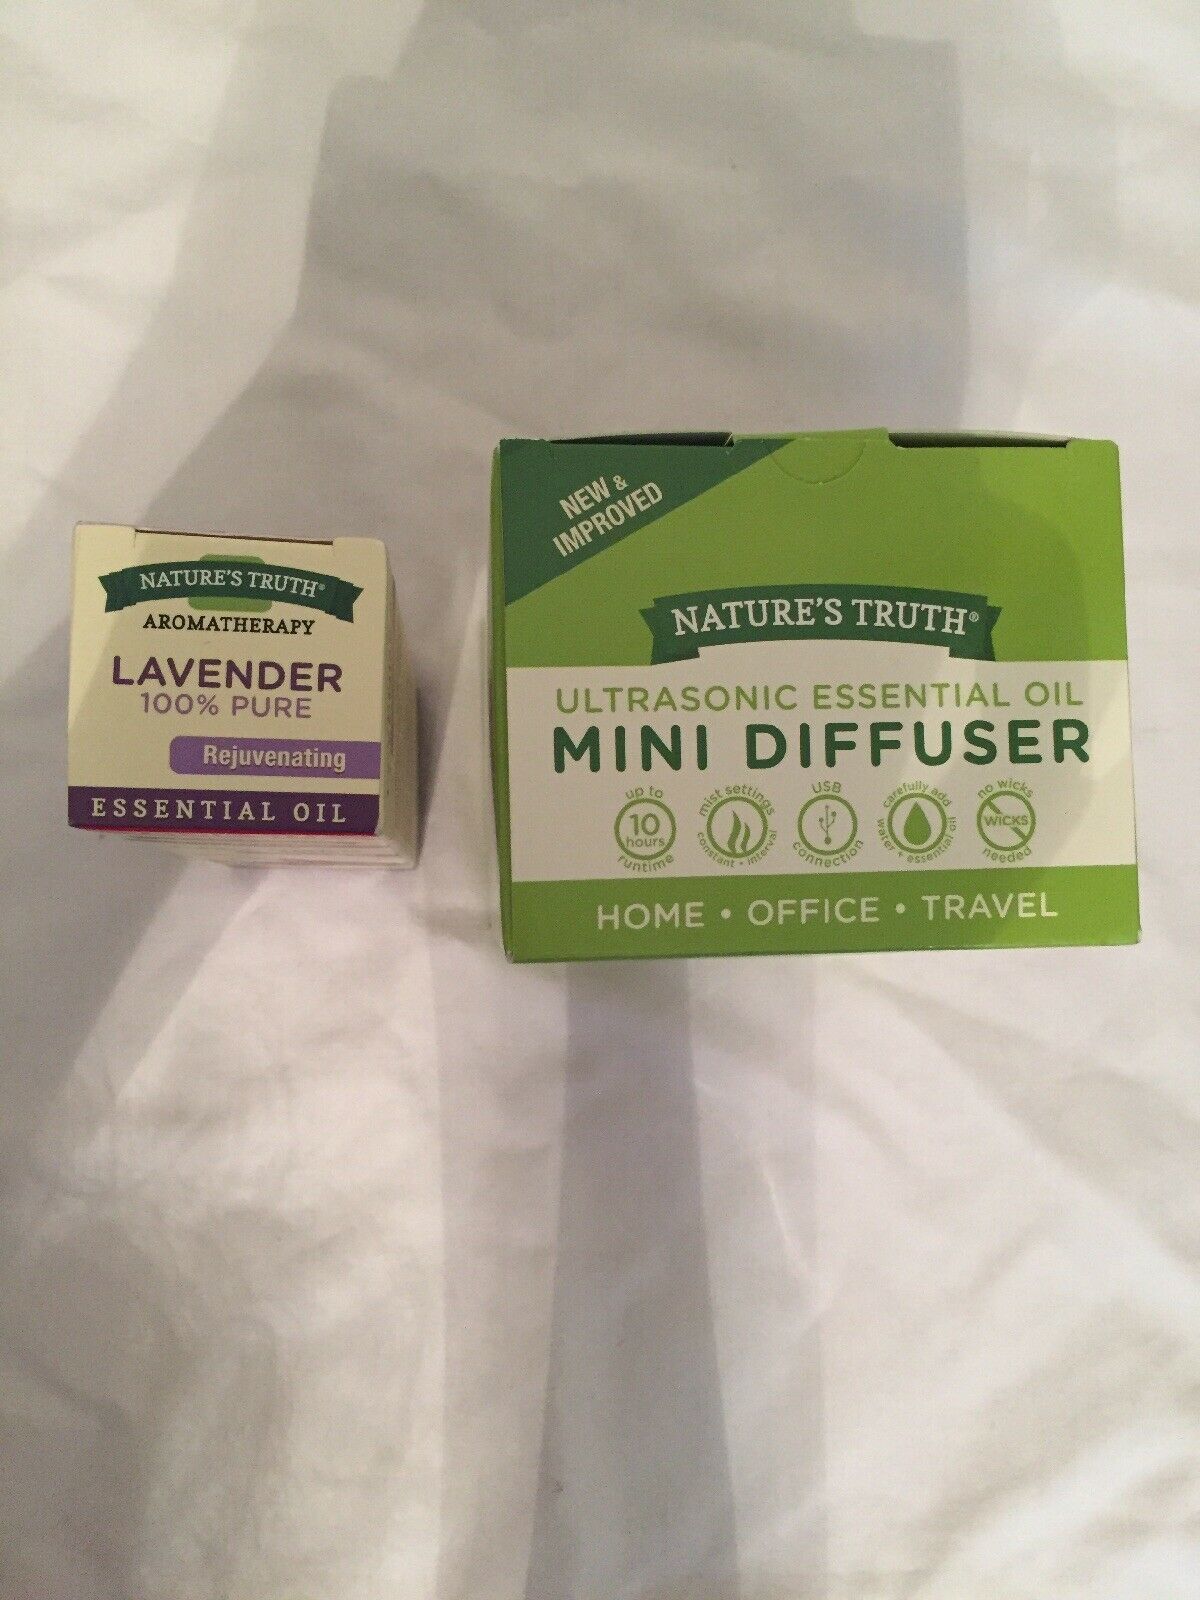 NATURE'S TRUTH®
AROMATHERAPY
LAVENDER
100% PURE
Rejuvenating
ESSENTIAL OIL
NEW &
IMPROVED
NATURE'S TRUTH®
ULTRASONIC ESSENTIAL OIL
MINI DIFFUSER
up to
10
hours
runtime
mist settings
constant • interval
USB
connection
carefully add
water + essential oil
no wicks
WICKS
needed
HOME • OFFICE • TRAVEL